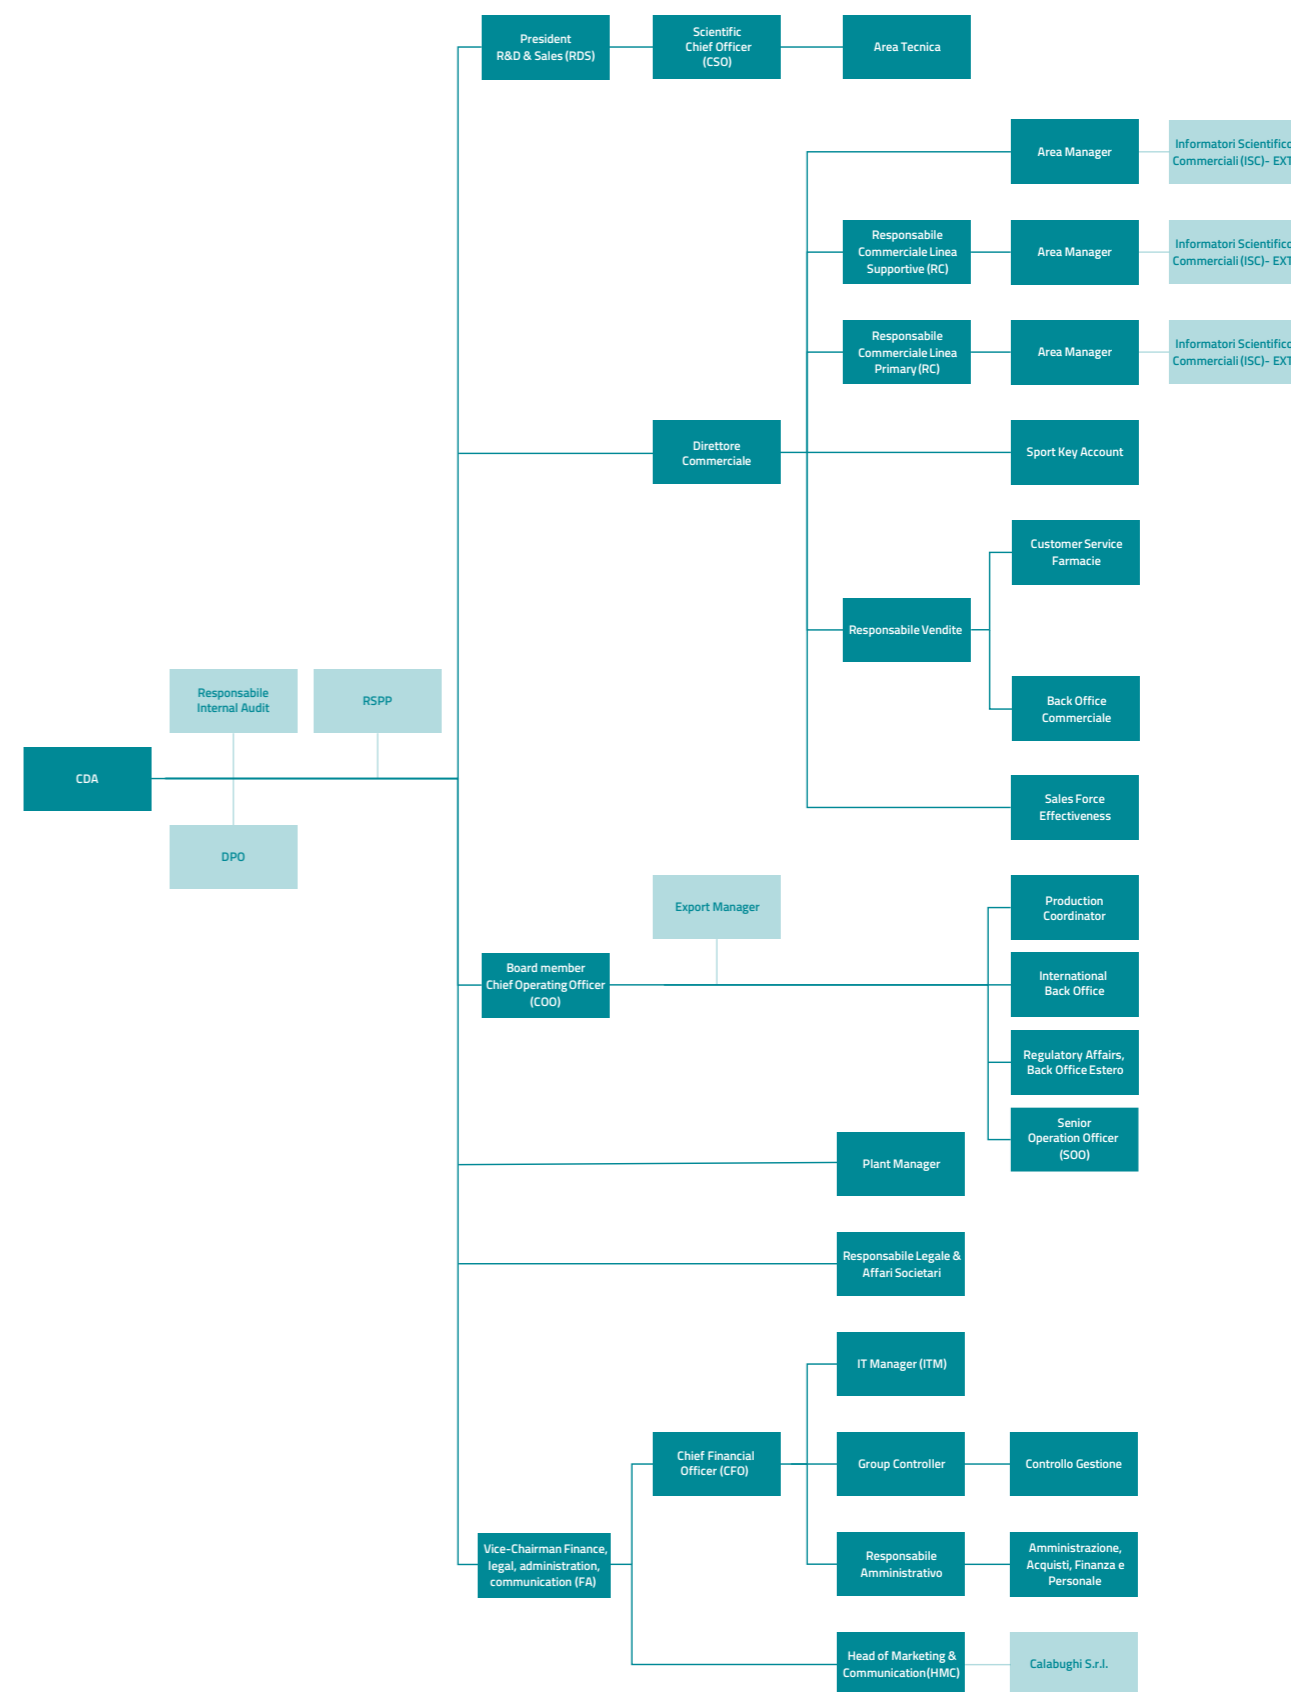 President
R&D & Sales (RDS)
Scientific
Chief Officer
(CSO)
Area Tecnica
Area Manager
Informatori Scientifico
Commerciali (ISC)- EXT
Responsabile
Commerciale Linea
Supportive (RC)
Area Manager
Informatori Scientifico
Commerciali (ISC)- EXT
Responsabile
Commerciale Linea
Primary (RC)
Area Manager
Informatori Scientifico
Commerciali (ISC)- EXT
Direttore
Commerciale
Sport Key Account
Customer Service
Farmacie
Responsabile Vendite
Back Office
Commerciale
Responsabile
Internal Audit
RSPP
CDA
DPO
Sales Force
Effectiveness
Export Manager
Production
Coordinator
Board member
Chief Operating Officer
(COO)
International
Back Office
Regulatory Affairs,
Back Office Estero
Senior
Operation Officer
(SOO)
Plant Manager
Responsabile Legale &
Affari Societari
IT Manager (ITM)
Chief Financial
Officer (CFO)
Group Controller
Controllo Gestione
Vice-Chairman Finance,
legal, administration,
communication (FA)
Responsabile
Amministrativo
Amministrazione,
Acquisti, Finanza e
Personale
Head of Marketing &
Communication (HMC)
Calabughi S.r.l.